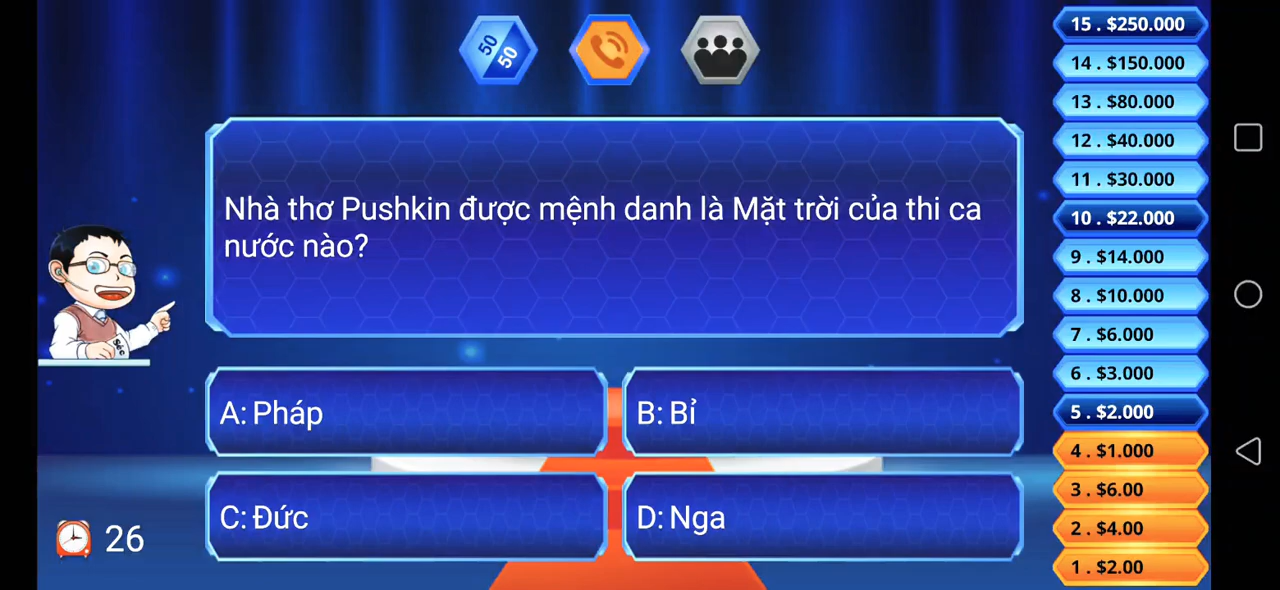 50
50
Nhà thơ Pushkin được mệnh danh là Mặt trời của thi ca
nước nào?
A: Pháp
B: Bỉ
C: Đức
D: Nga
26
15 . $250.000
14 . $150.000
13 . $80.000
12 . $40.000
11 . $30.000
10 . $22.000
9 . $14.000
8 . $10.000
7 . $6.000
6 . $3.000
5 . $2.000
4 . $1.000
3 . $6.00
2 . $4.00
1 . $2.00